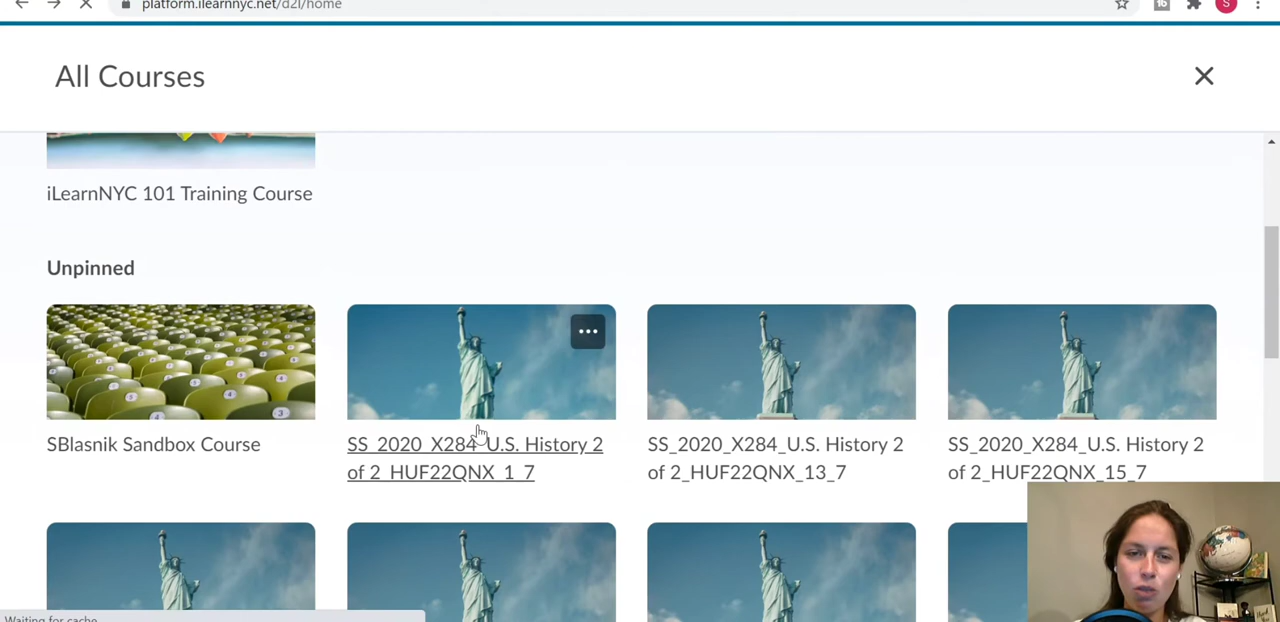 platform.ilearnnyc.net/d2l/home
16
S
All Courses
iLearnNYC 101 Training Course
Unpinned
SBlasnik Sandbox Course
SS_2020_X284_U.S. History 2
of 2_HUF22QNX_1_7
SS_2020_X284_U.S. History 2
of 2_HUF22QNX_13_7
SS_2020_X284_U.S. History 2
of 2_HUF22QNX_15_7
Waiting for cache